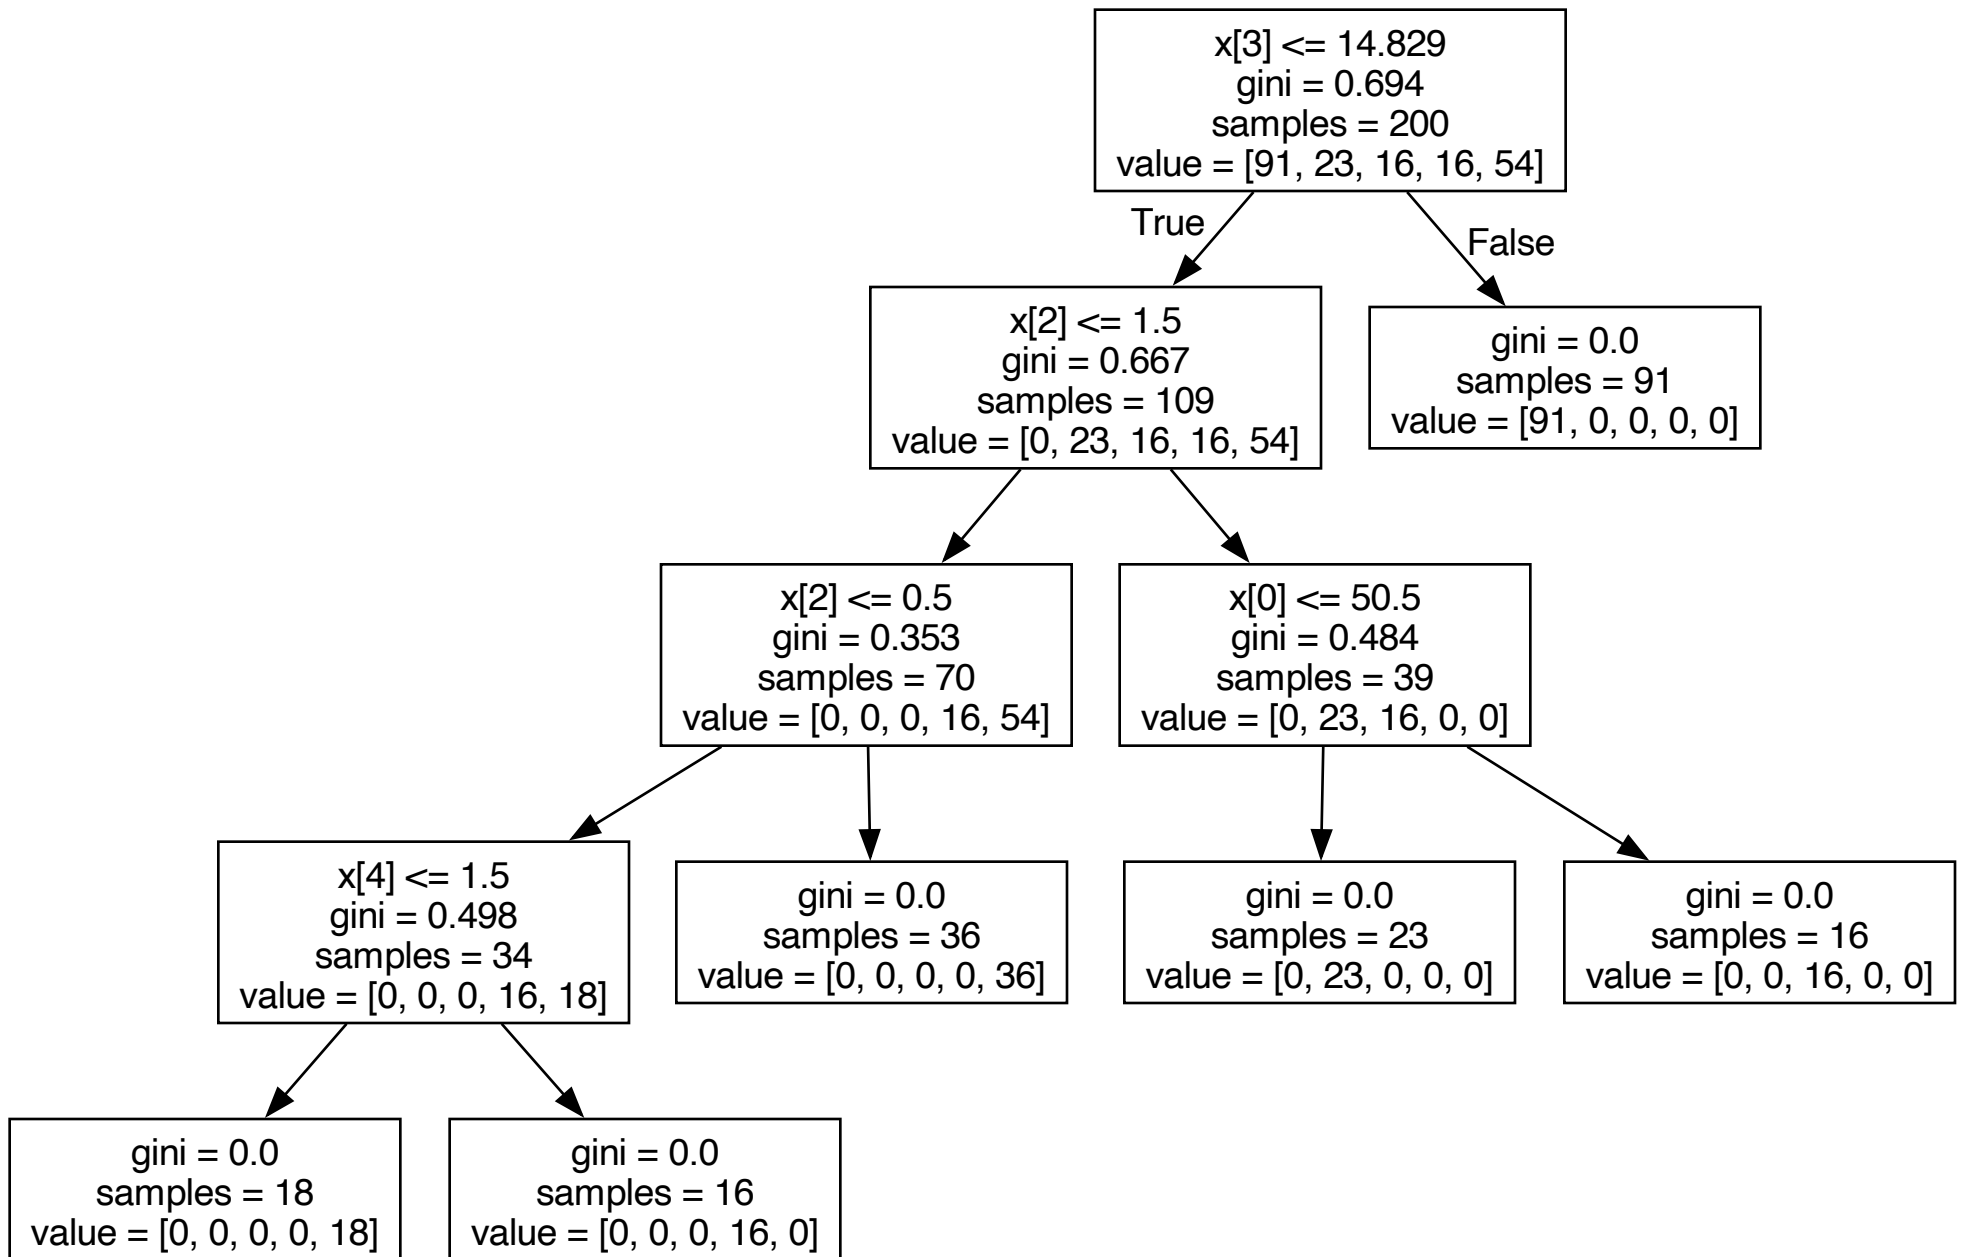 x[3] <= 14.829
gini = 0.694
samples = 200
value = [91, 23, 16, 16, 54]
True
False
x[2] <= 1.5
gini = 0.667
samples = 109
value = [0, 23, 16, 16, 54]
gini = 0.0
samples = 91
value = [91, 0, 0, 0, 0]
x[2] <= 0.5
gini = 0.353
samples = 70
value = [0, 0, 0, 16, 54]
x[0] <= 50.5
gini = 0.484
samples = 39
value = [0, 23, 16, 0, 0]
x[4] <= 1.5
gini = 0.498
samples = 34
value = [0, 0, 0, 16, 18]
gini = 0.0
samples = 36
value = [0, 0, 0, 0, 36]
gini = 0.0
samples = 23
value = [0, 23, 0, 0, 0]
gini = 0.0
samples = 16
value = [0, 0, 16, 0, 0]
gini = 0.0
samples = 18
value = [0, 0, 0, 0, 18]
gini = 0.0
samples = 16
value = [0, 0, 0, 16, 0]